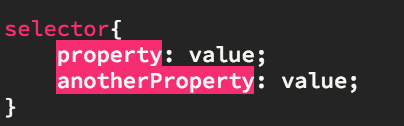 selector{
    property: value;
    anotherProperty: value;
}